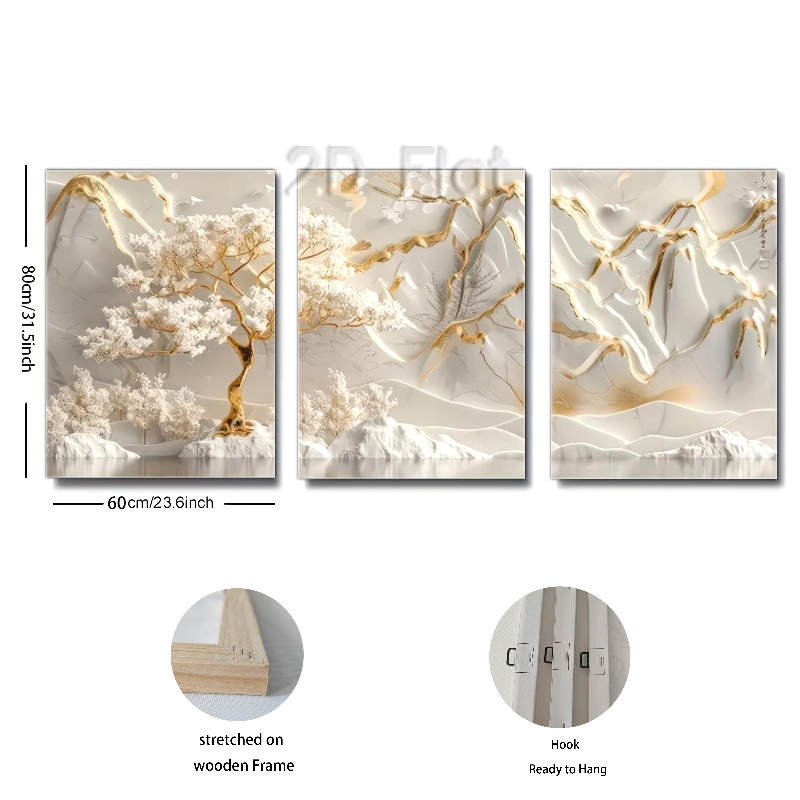 2D Flat
80cm/31.5inch
60cm/23.6inch
stretched on
wooden Frame
Hook
Ready to Hang